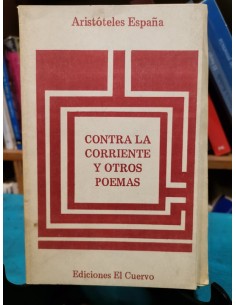 Aristóteles España
CONTRA LA
CORRIENTE
Y OTROS
POEMAS
Ediciones El Cuervo